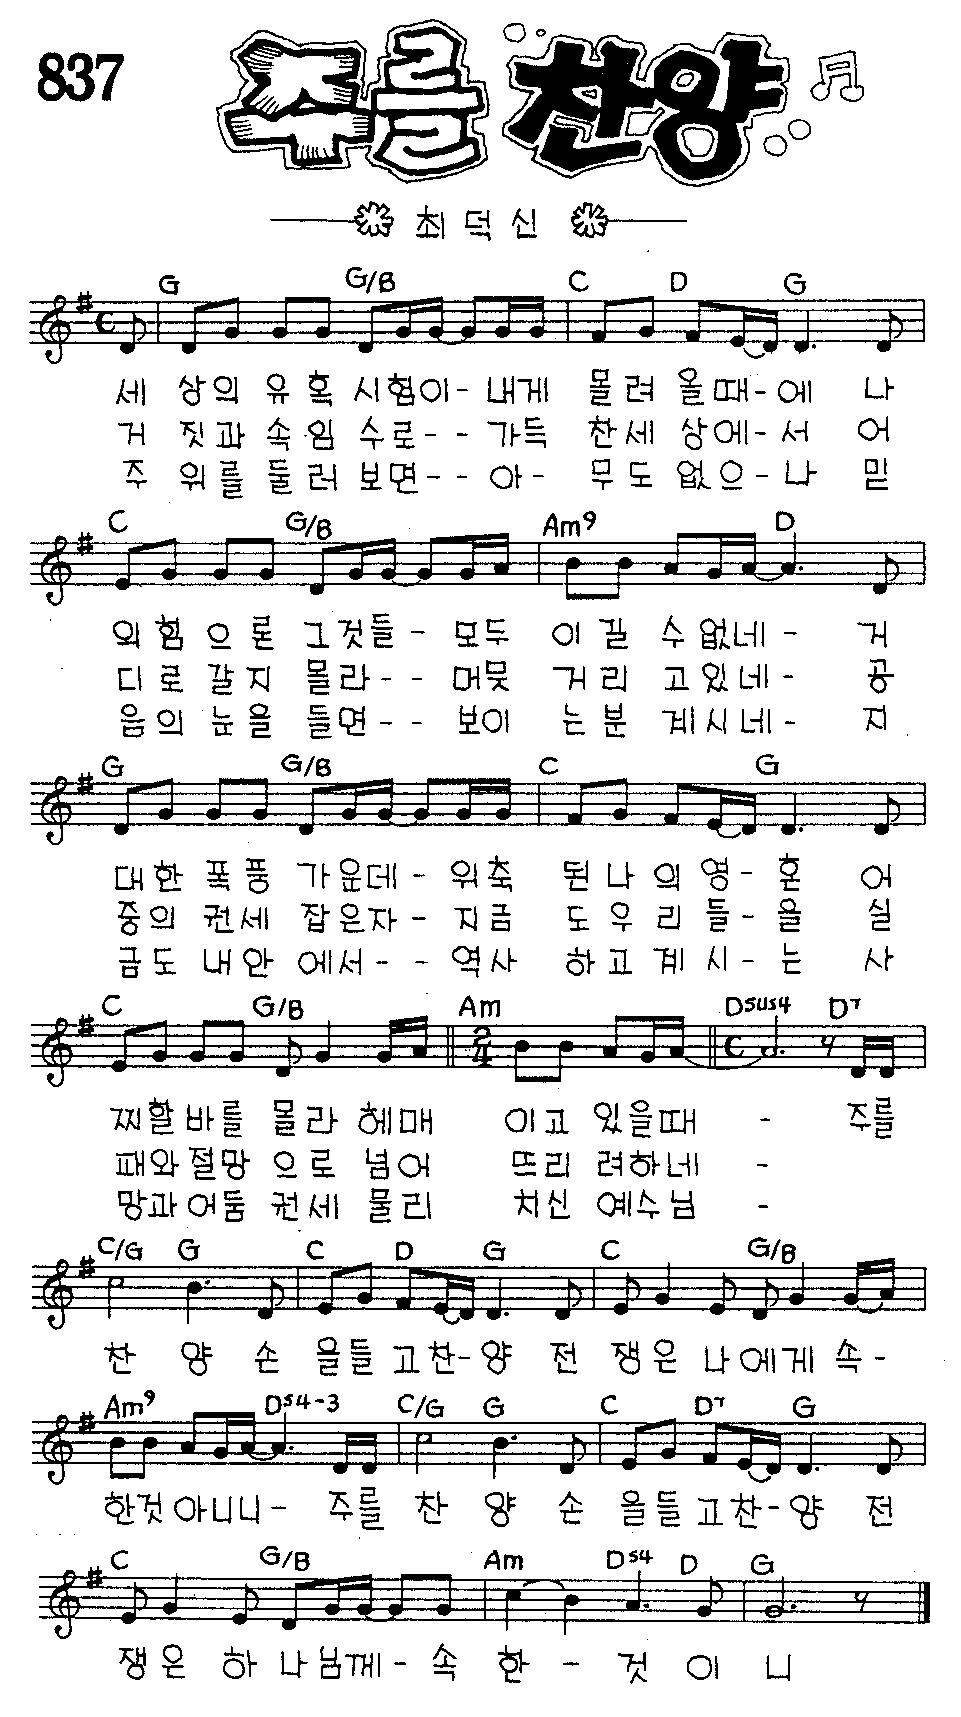 837
주를 찬양
최덕신
G G/B C D G
세 상의 유혹 시험이- 내게 몰려 올때-에 나
거 짓과 속임 수로-- 가득 찬세 상에-서 어
주 위를 둘러 보면-- 아- 무도 없으-나 믿
C G/B Am9 D
의힘 으론 그것들- 모두 이길 수없네- 거
디로 갈지 몰라-- 머뭇 거리 고있네- 공
음의 눈을 들면-- 보이 는분 계시네- 지
G G/B C G
대한 폭풍 가운데- 위축 된나 의영-혼 어
중의 권세 잡은자- 지금 도우 리들-을 실
금도 내안 에서-- 역사 하고 계시-는 사
C G/B Am Dsus4 D7
찌할 바를 몰라 헤매 이고 있을때 - 주를
패와 절망 으로 넘어 뜨리 려하네 -
망과 어둠 권세 물리 치신 예수님 -
C/G G C D G C G/B
찬 양 손 을들 고찬-양 전 쟁은 나에게 속-
Am9 Ds4-3 C/G G C D7 G
한것 아니니- 주를 찬 양 손 을들 고찬-양 전
C G/B Am Ds4 D G
쟁은 하 나님께- 속 한 - 것 이 니